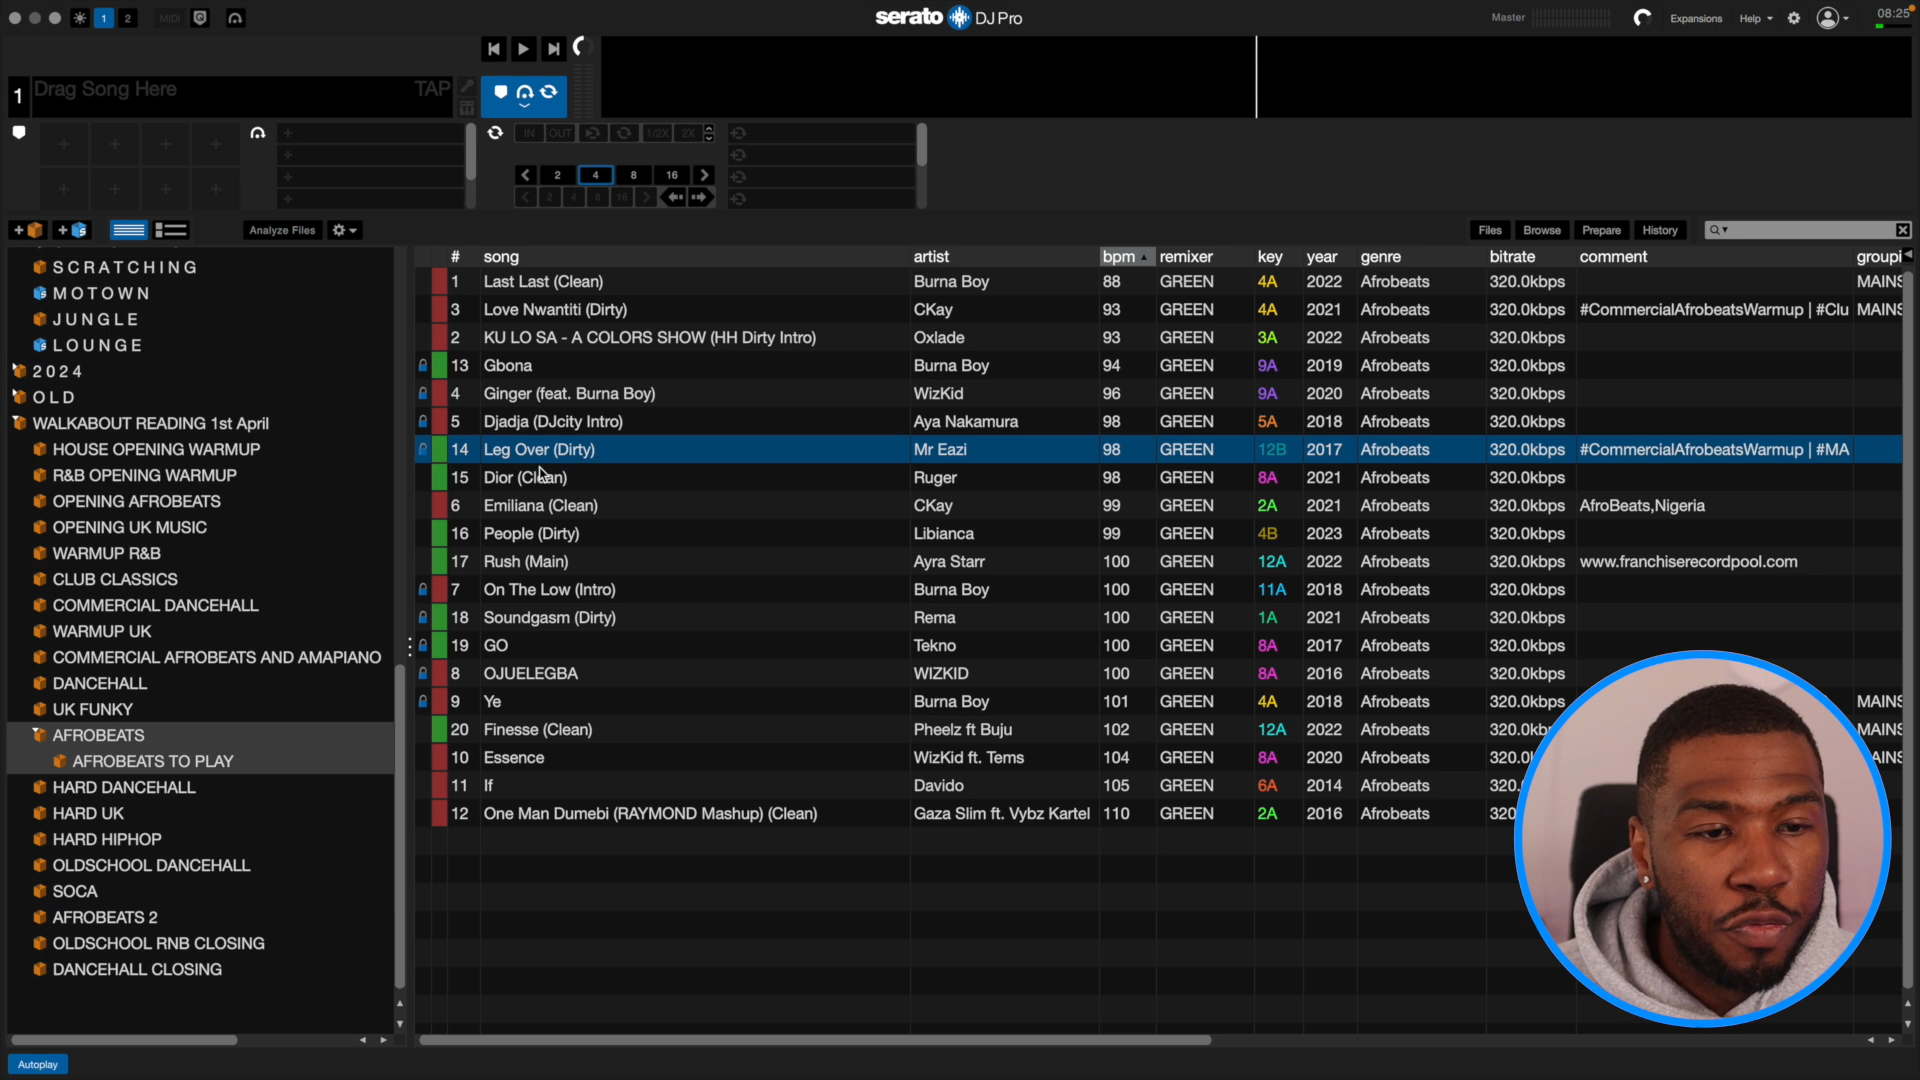 1 2 MIDI serato DJ Pro Master Expansions Help 08:25
1 Drag Song Here TAP
IN OUT 1/2X 2X
2 4 8 16
2 4 8 16
Analyze Files Files Browse Prepare History
# song artist bpm remixer key year genre bitrate comment groupi
SCRATCHING
MOTOWN
JUNGLE
LOUNGE
2024
OLD
WALKABOUT READING 1st April
HOUSE OPENING WARMUP
R&B OPENING WARMUP
OPENING AFROBEATS
OPENING UK MUSIC
WARMUP R&B
CLUB CLASSICS
COMMERCIAL DANCEHALL
WARMUP UK
COMMERCIAL AFROBEATS AND AMAPIANO
DANCEHALL
UK FUNKY
AFROBEATS
AFROBEATS TO PLAY
HARD DANCEHALL
HARD UK
HARD HIPHOP
OLDSCHOOL DANCEHALL
SOCA
AFROBEATS 2
OLDSCHOOL RNB CLOSING
DANCEHALL CLOSING
1 Last Last (Clean) Burna Boy 88 GREEN 4A 2022 Afrobeats 320.0kbps MAINS
3 Love Nwantiti (Dirty) CKay 93 GREEN 4A 2021 Afrobeats 320.0kbps #CommercialAfrobeatsWarmup | #Clu MAINS
2 KU LO SA - A COLORS SHOW (HH Dirty Intro) Oxlade 93 GREEN 3A 2022 Afrobeats 320.0kbps
13 Gbona Burna Boy 94 GREEN 9A 2019 Afrobeats 320.0kbps
4 Ginger (feat. Burna Boy) WizKid 96 GREEN 9A 2020 Afrobeats 320.0kbps
5 Djadja (DJcity Intro) Aya Nakamura 98 GREEN 5A 2018 Afrobeats 320.0kbps
14 Leg Over (Dirty) Mr Eazi 98 GREEN 12B 2017 Afrobeats 320.0kbps #CommercialAfrobeatsWarmup | #MA
15 Dior (Clean) Ruger 98 GREEN 8A 2021 Afrobeats 320.0kbps
6 Emiliana (Clean) CKay 99 GREEN 2A 2021 Afrobeats 320.0kbps AfroBeats,Nigeria
16 People (Dirty) Libianca 99 GREEN 4B 2023 Afrobeats 320.0kbps
17 Rush (Main) Ayra Starr 100 GREEN 12A 2022 Afrobeats 320.0kbps www.franchiserecordpool.com
7 On The Low (Intro) Burna Boy 100 GREEN 11A 2018 Afrobeats 320.0kbps
18 Soundgasm (Dirty) Rema 100 GREEN 1A 2021 Afrobeats 320.0kbps
19 GO Tekno 100 GREEN 8A 2017 Afrobeats 320.0kbps
8 OJUELEGBA WIZKID 100 GREEN 8A 2016 Afrobeats 320.0kbps
9 Ye Burna Boy 101 GREEN 4A 2018 Afrobeats 320.0kbps MAINS
20 Finesse (Clean) Pheelz ft Buju 102 GREEN 12A 2022 Afrobeats 320.0kb MAINS
10 Essence WizKid ft. Tems 104 GREEN 8A 2020 Afrobeats 320.0 AINS
11 If Davido 105 GREEN 6A 2014 Afrobeats 320.
12 One Man Dumebi (RAYMOND Mashup) (Clean) Gaza Slim ft. Vybz Kartel 110 GREEN 2A 2016 Afrobeats 320
Autoplay